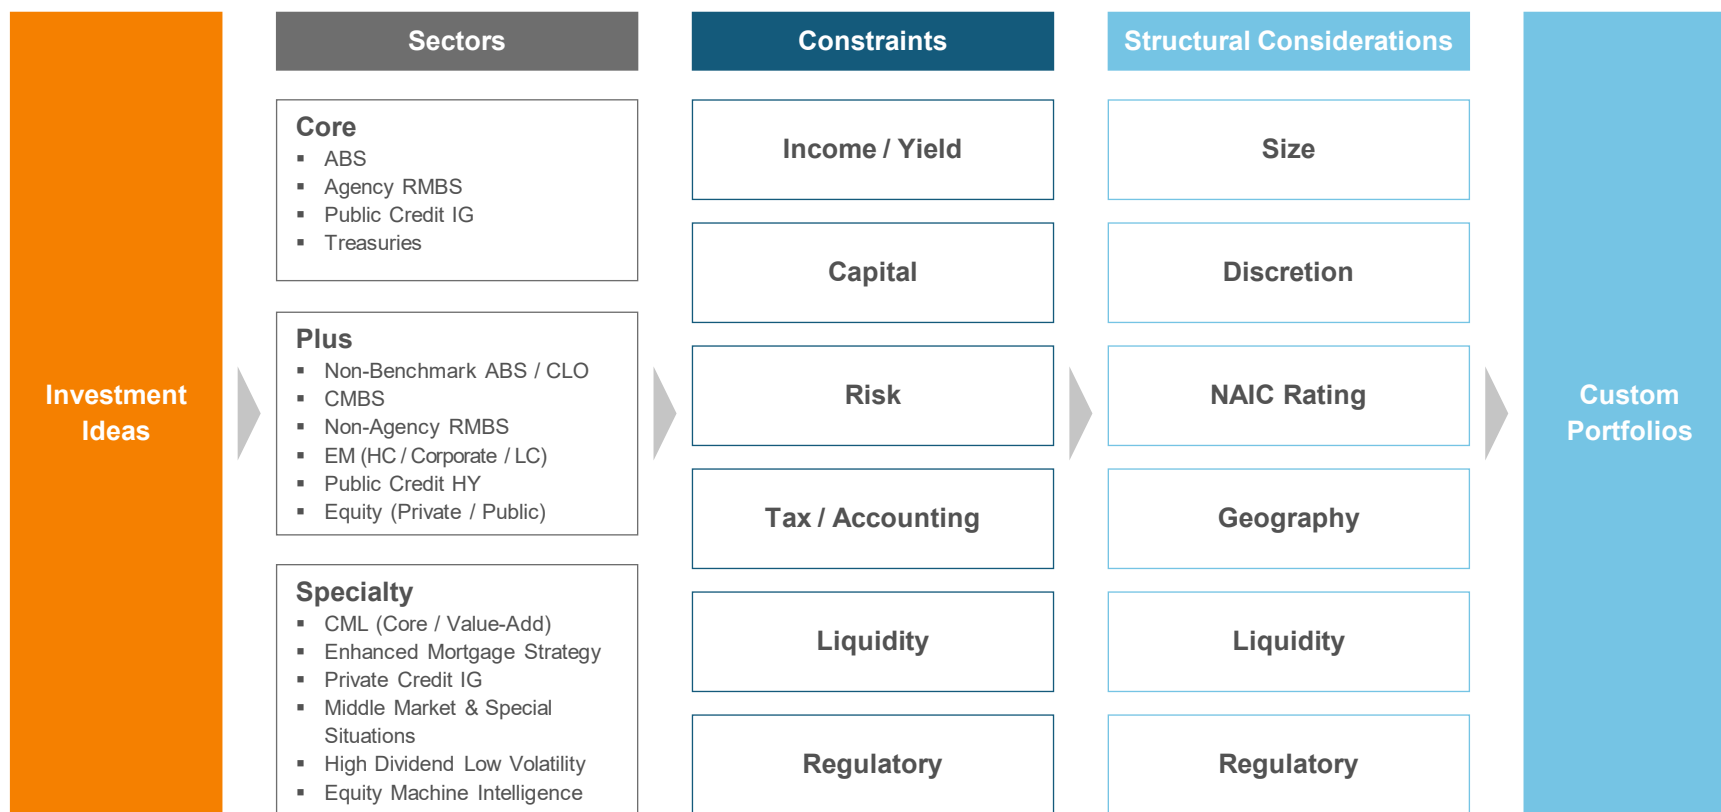 Investment
Ideas
Sectors
Core
▪ ABS
▪ Agency RMBS
▪ Public Credit IG
▪ Treasuries
Plus
▪ Non-Benchmark ABS / CLO
▪ CMBS
▪ Non-Agency RMBS
▪ EM (HC / Corporate / LC)
▪ Public Credit HY
▪ Equity (Private / Public)
Specialty
▪ CML (Core / Value-Add)
▪ Enhanced Mortgage Strategy
▪ Private Credit IG
▪ Middle Market & Special
Situations
▪ High Dividend Low Volatility
▪ Equity Machine Intelligence
Constraints
Income / Yield
Capital
Risk
Tax / Accounting
Liquidity
Regulatory
Structural Considerations
Size
Discretion
NAIC Rating
Geography
Liquidity
Regulatory
Custom
Portfolios